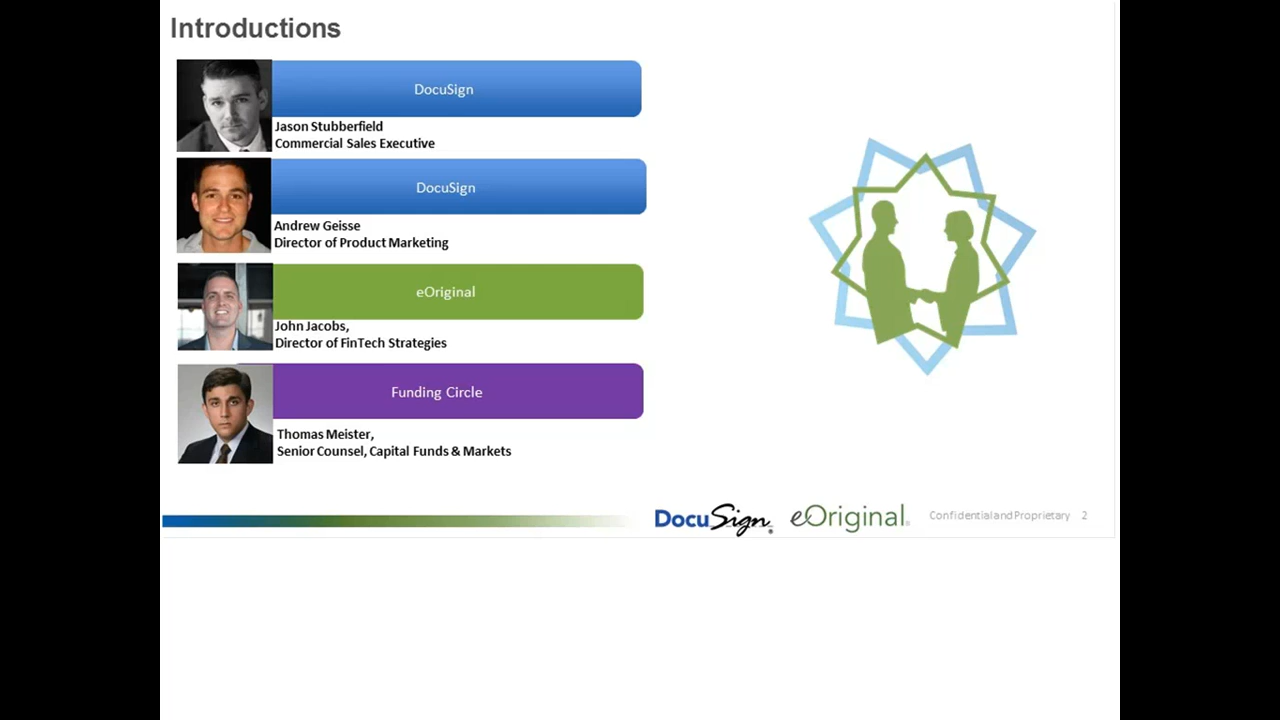 Introductions
DocuSign
Jason Stubberfield
Commercial Sales Executive
DocuSign
Andrew Geisse
Director of Product Marketing
eOriginal
John Jacobs,
Director of FinTech Strategies
Funding Circle
Thomas Meister,
Senior Counsel, Capital Funds & Markets
DocuSign® eOriginal® Confidential and Proprietary 2